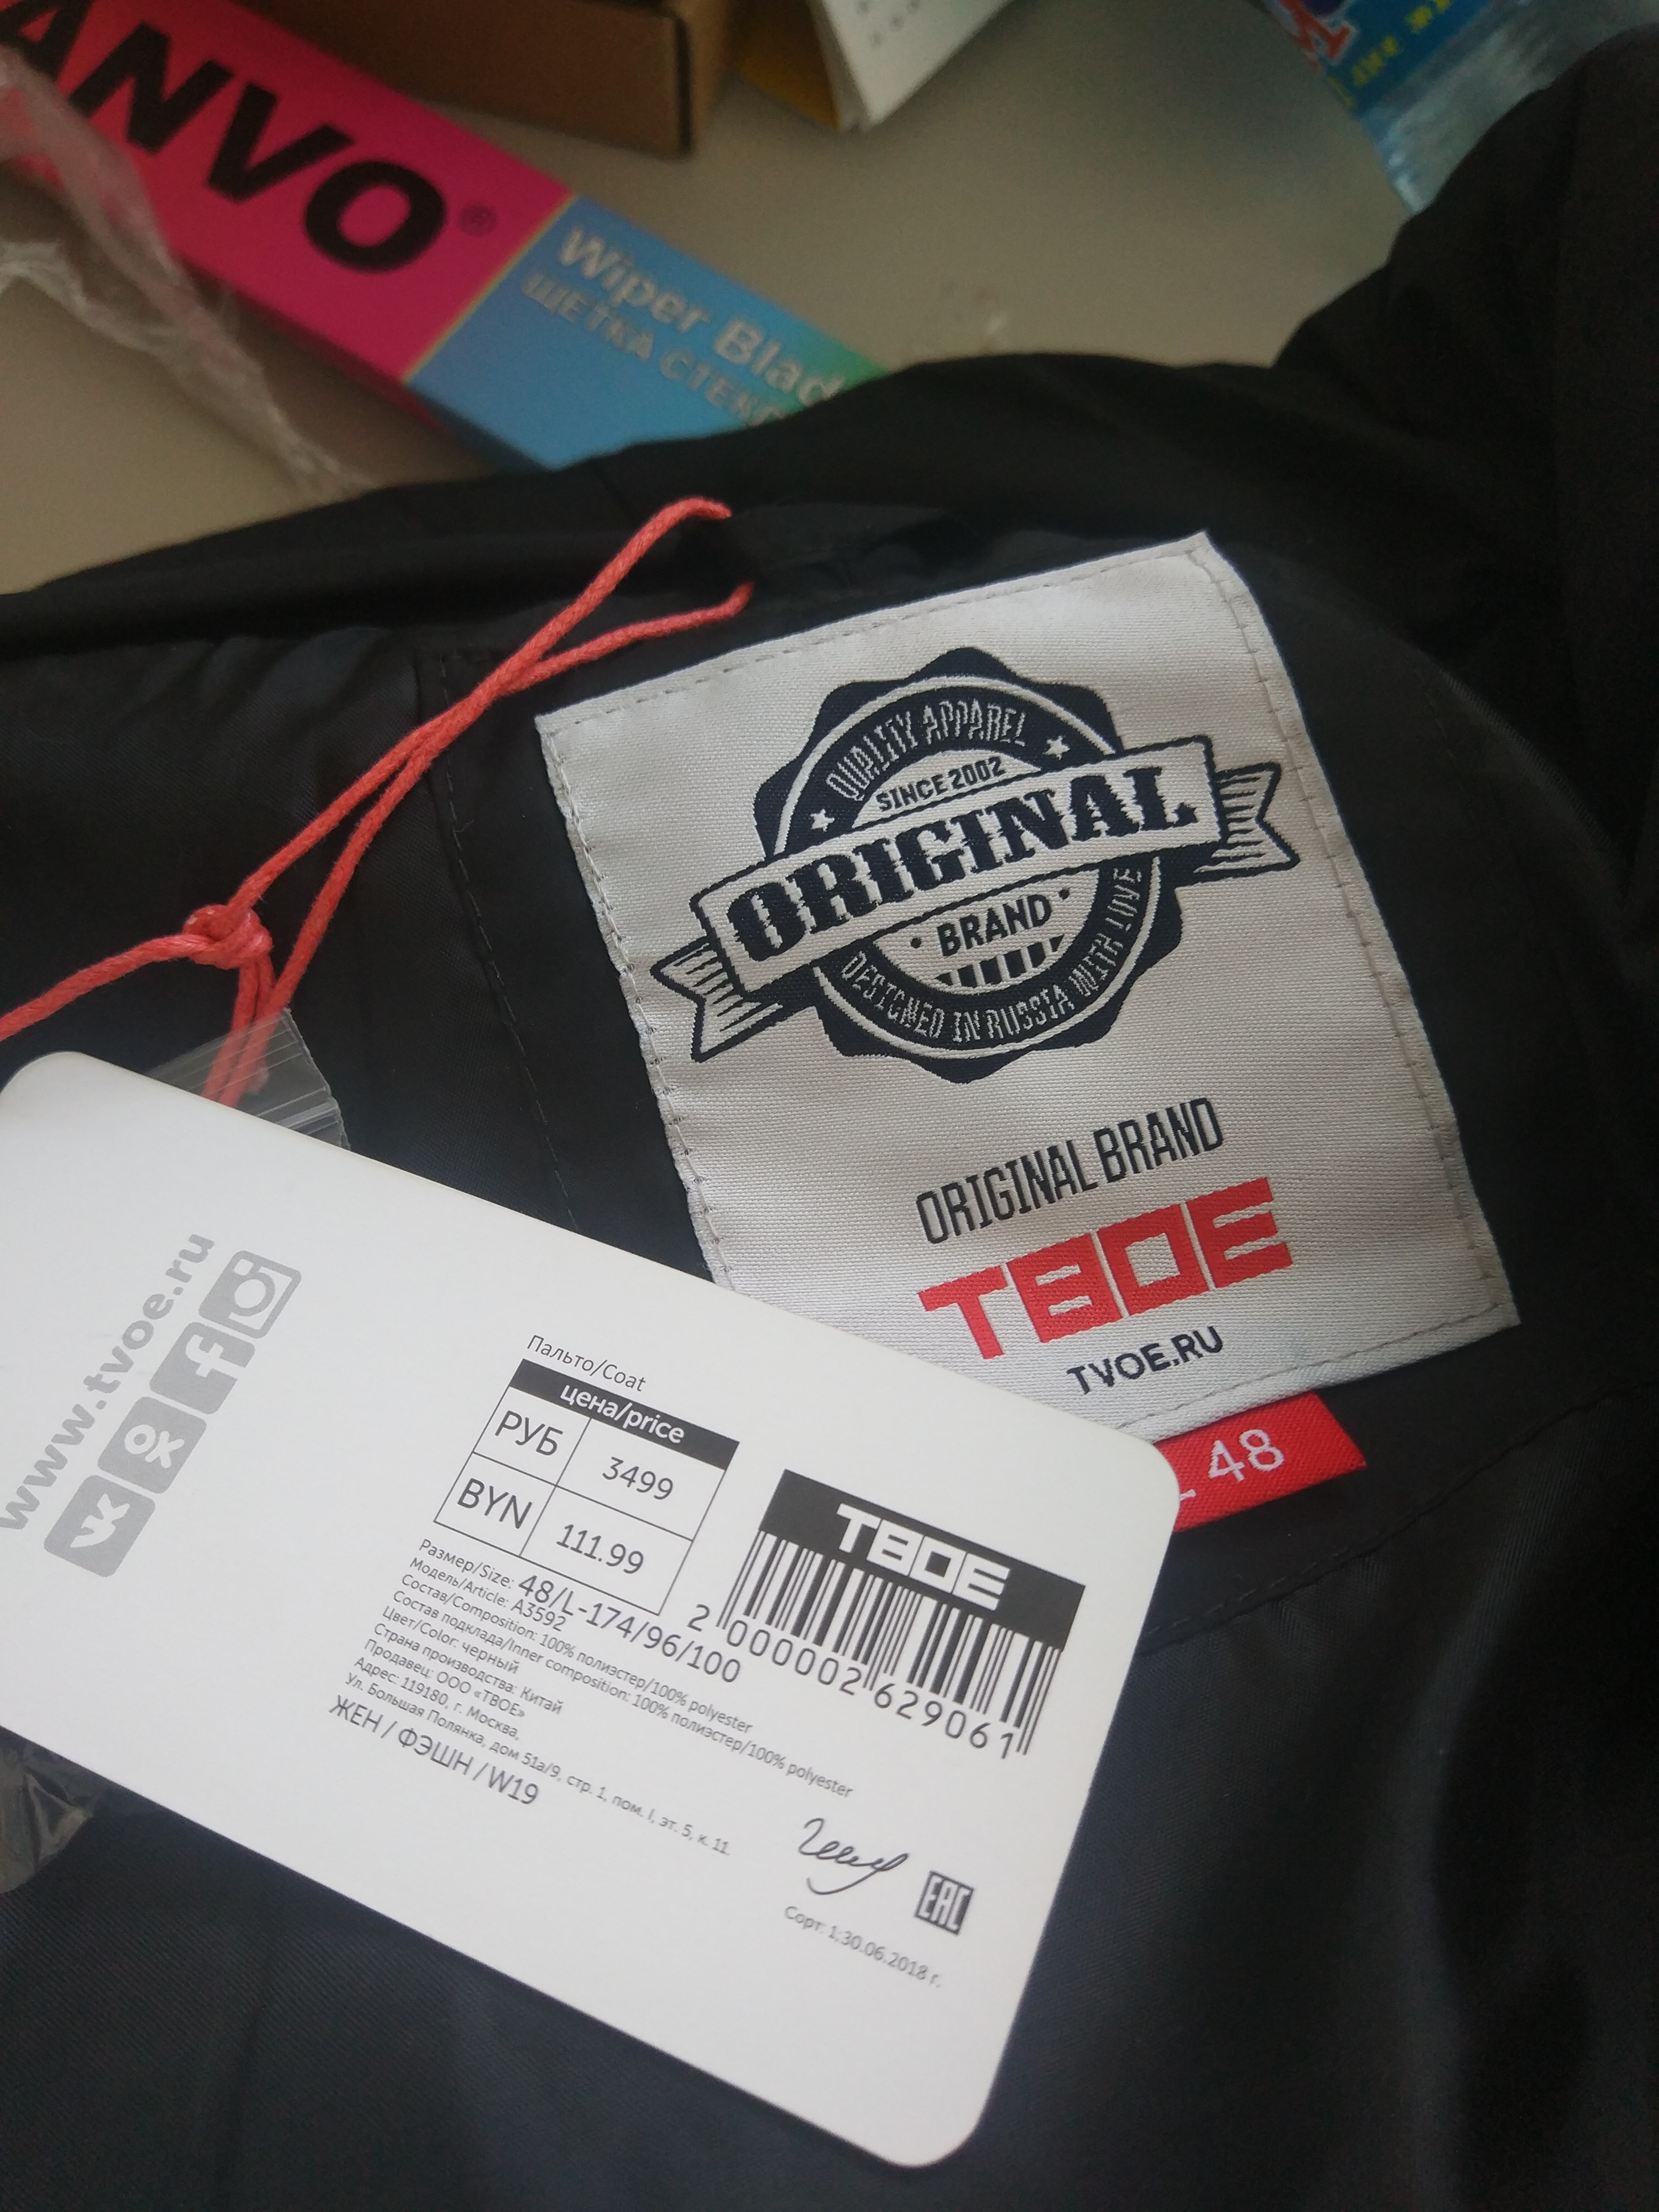 ANVO®
Wiper Blad
ЩЕТКА СТЕКЛ
QUALITY APPAREL
SINCE 2002
ORIGINAL
BRAND
DESIGNED IN RUSSIA WITH LOVE
ORIGINAL BRAND
ТВОЕ
TVOE.RU
48
www.tvoe.ru
Пальто/Coat
цена/price
РУБ 3499
BYN 111.99
Размер/Size: 48/L-174/96/100
Модель/Article: A3592
Состав/Composition: 100% полиэстер/100% polyester
Состав подклада/Inner composition: 100% полиэстер/100% polyester
Цвет/Color: черный
Страна производства: Китай
Продавец: ООО «ТВОЕ»
Адрес: 119180, г. Москва,
Ул. Большая Полянка, дом 51а/9, стр. 1, пом. I, эт. 5, к. 11.
ЖЕН / ФЭШН / W19
ТВОЕ
2 000002 629061
EAC
Сорт: 1,30.06.2018 г.